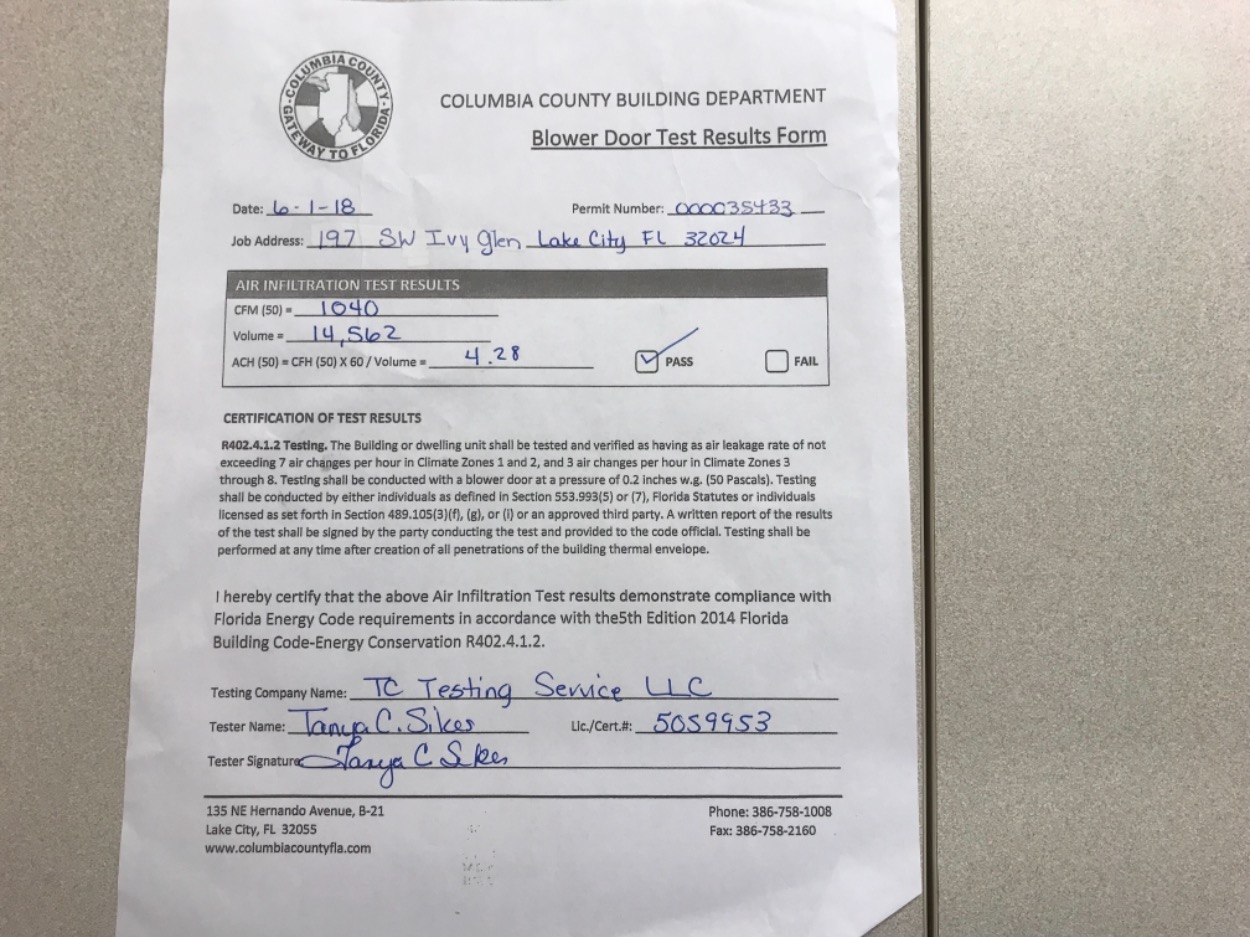 COLUMBIA COUNTY
GATEWAY TO FLORIDA
COLUMBIA COUNTY BUILDING DEPARTMENT
Blower Door Test Results Form
Date: 6-1-18 Permit Number: 000035433
Job Address: 197 SW Ivy Glen Lake City FL 32024
AIR INFILTRATION TEST RESULTS
CFM (50) = 1040
Volume = 14,562
ACH (50) = CFH (50) X 60 / Volume = 4.28 PASS FAIL
CERTIFICATION OF TEST RESULTS
R402.4.1.2 Testing. The Building or dwelling unit shall be tested and verified as having as air leakage rate of not
exceeding 7 air changes per hour in Climate Zones 1 and 2, and 3 air changes per hour in Climate Zones 3
through 8. Testing shall be conducted with a blower door at a pressure of 0.2 inches w.g. (50 Pascals). Testing
shall be conducted by either individuals as defined in Section 553.993(5) or (7), Florida Statutes or individuals
licensed as set forth in Section 489.105(3)(f), (g), or (i) or an approved third party. A written report of the results
of the test shall be signed by the party conducting the test and provided to the code official. Testing shall be
performed at any time after creation of all penetrations of the building thermal envelope.
I hereby certify that the above Air Infiltration Test results demonstrate compliance with
Florida Energy Code requirements in accordance with the5th Edition 2014 Florida
Building Code-Energy Conservation R402.4.1.2.
Testing Company Name: TC Testing Service LLC
Tester Name: Tanya C. Sikes Lic./Cert.#: 5059953
Tester Signature: Tanya C Sikes
135 NE Hernando Avenue, B-21 Phone: 386-758-1008
Lake City, FL 32055 Fax: 386-758-2160
www.columbiacountyfla.com